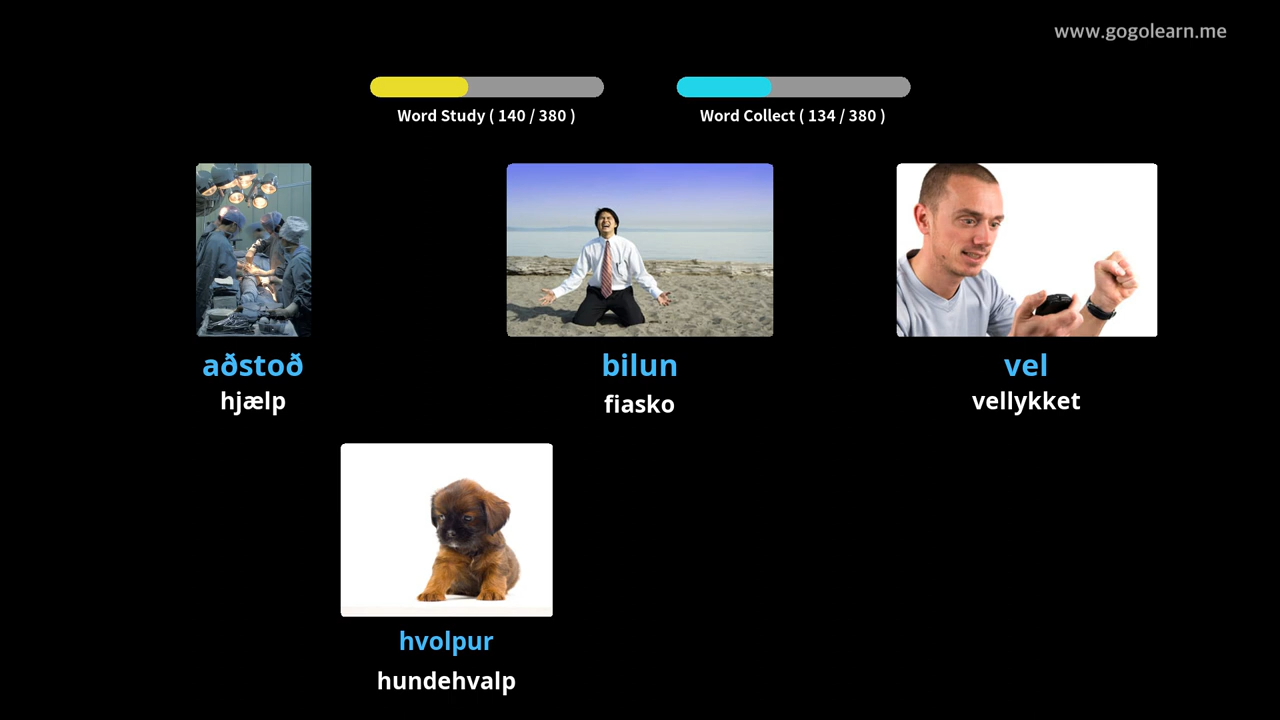 www.gogolearn.me
Word Study ( 140 / 380 )
Word Collect ( 134 / 380 )
aðstoð
hjælp
bilun
fiasko
vel
vellykket
hvolpur
hundehvalp